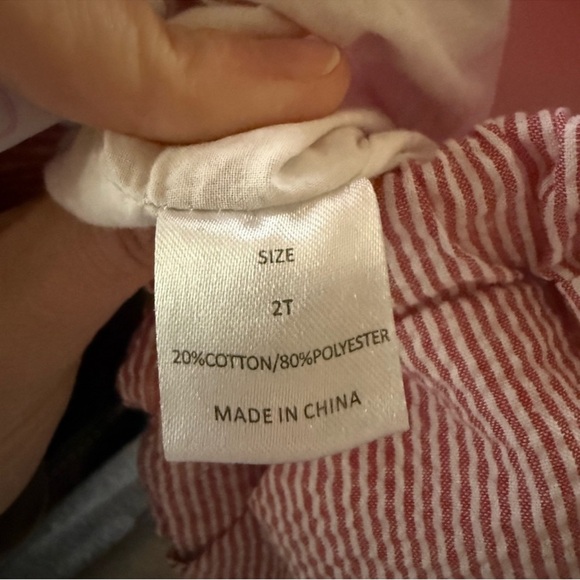 SIZE
2T
20%COTTON/80%POLYESTER
MADE IN CHINA